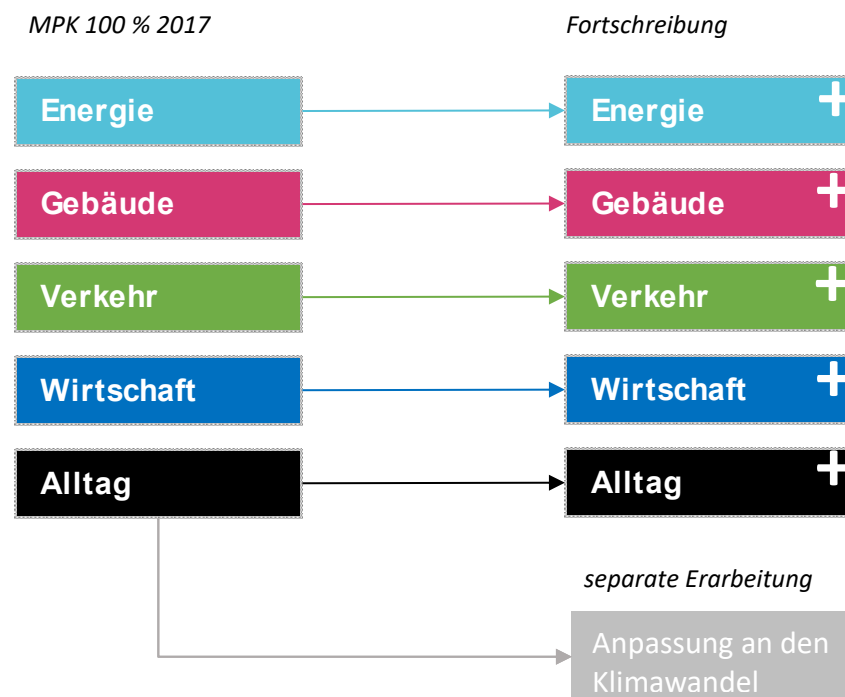 MPK 100 % 2017
Fortschreibung
Energie
Energie +
Gebäude
Gebäude +
Verkehr
Verkehr +
Wirtschaft
Wirtschaft +
Alltag
Alltag +
separate Erarbeitung
Anpassung an den
Klimawandel